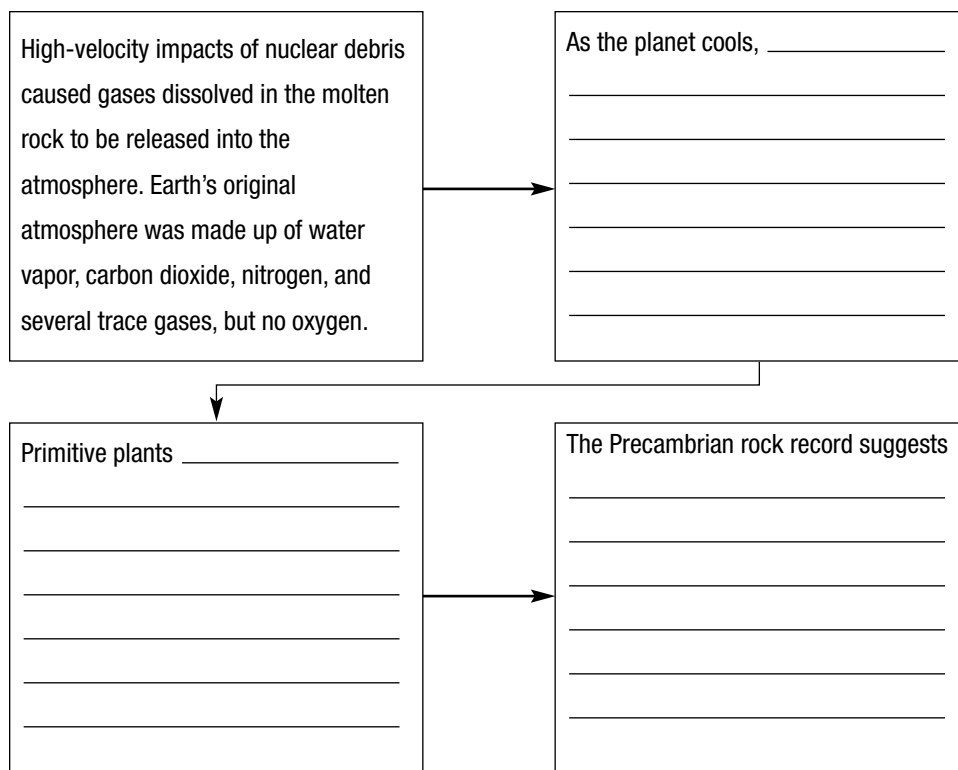 High-velocity impacts of nuclear debris
caused gases dissolved in the molten
rock to be released into the
atmosphere. Earth's original
atmosphere was made up of water
vapor, carbon dioxide, nitrogen, and
several trace gases, but no oxygen.
As the planet cools,
Primitive plants
The Precambrian rock record suggests